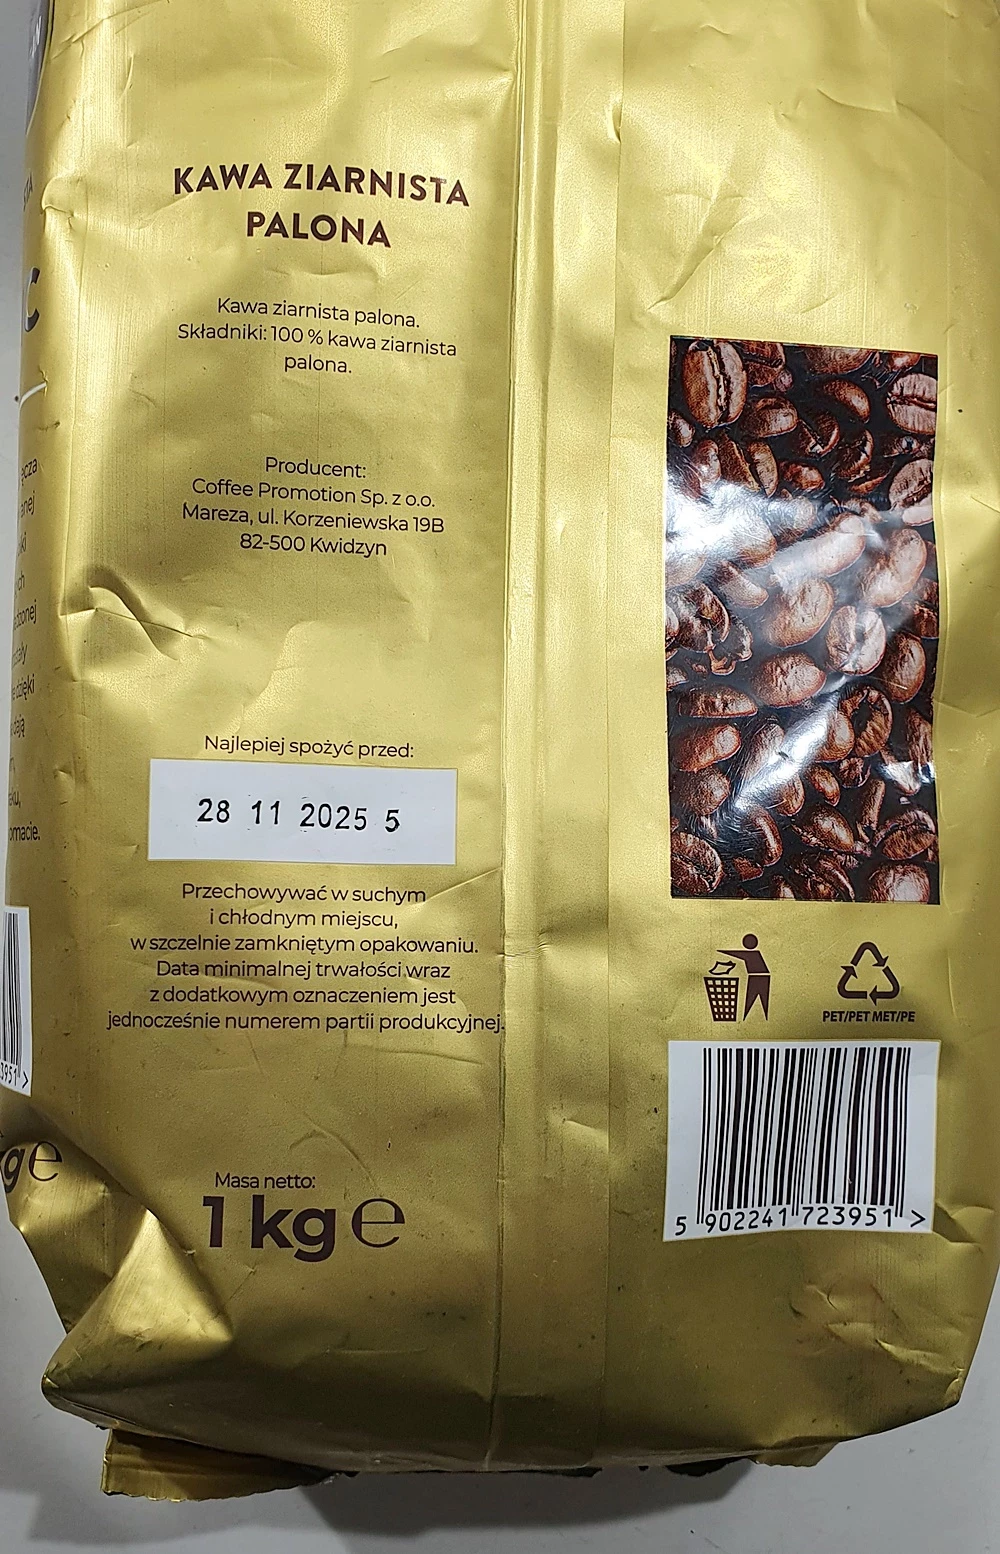 KAWA ZIARNISTA
PALONA
Kawa ziarnista palona.
Składniki: 100 % kawa ziarnista
palona.
Producent:
Coffee Promotion Sp. z o.o.
Mareza, ul. Korzeniewska 19B
82-500 Kwidzyn
Najlepiej spożyć przed:
28 11 2025 5
Przechowywać w suchym
i chłodnym miejscu,
w szczelnie zamkniętym opakowaniu.
Data minimalnej trwałości wraz
z dodatkowym oznaczeniem jest
jednocześnie numerem partii produkcyjnej.
Masa netto:
1 kg ℮
PET/PET MET/PE
5 902241 723951 >